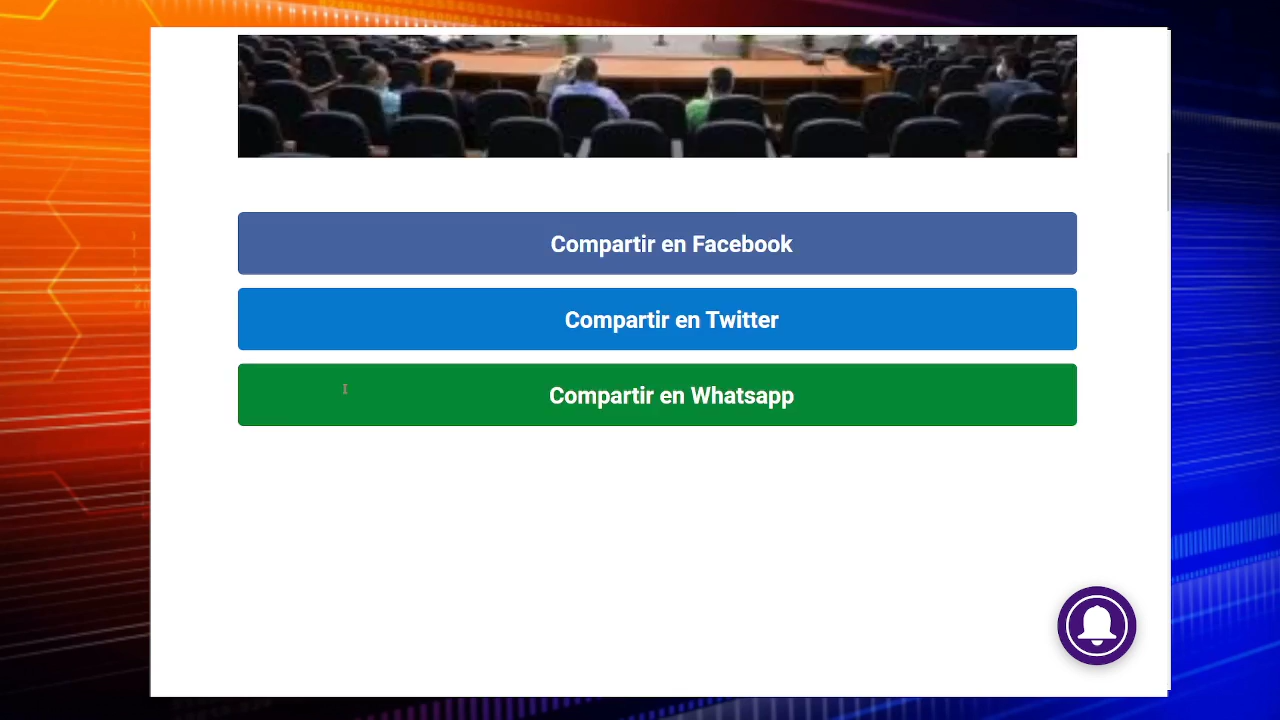 Compartir en Facebook
Compartir en Twitter
Compartir en Whatsapp